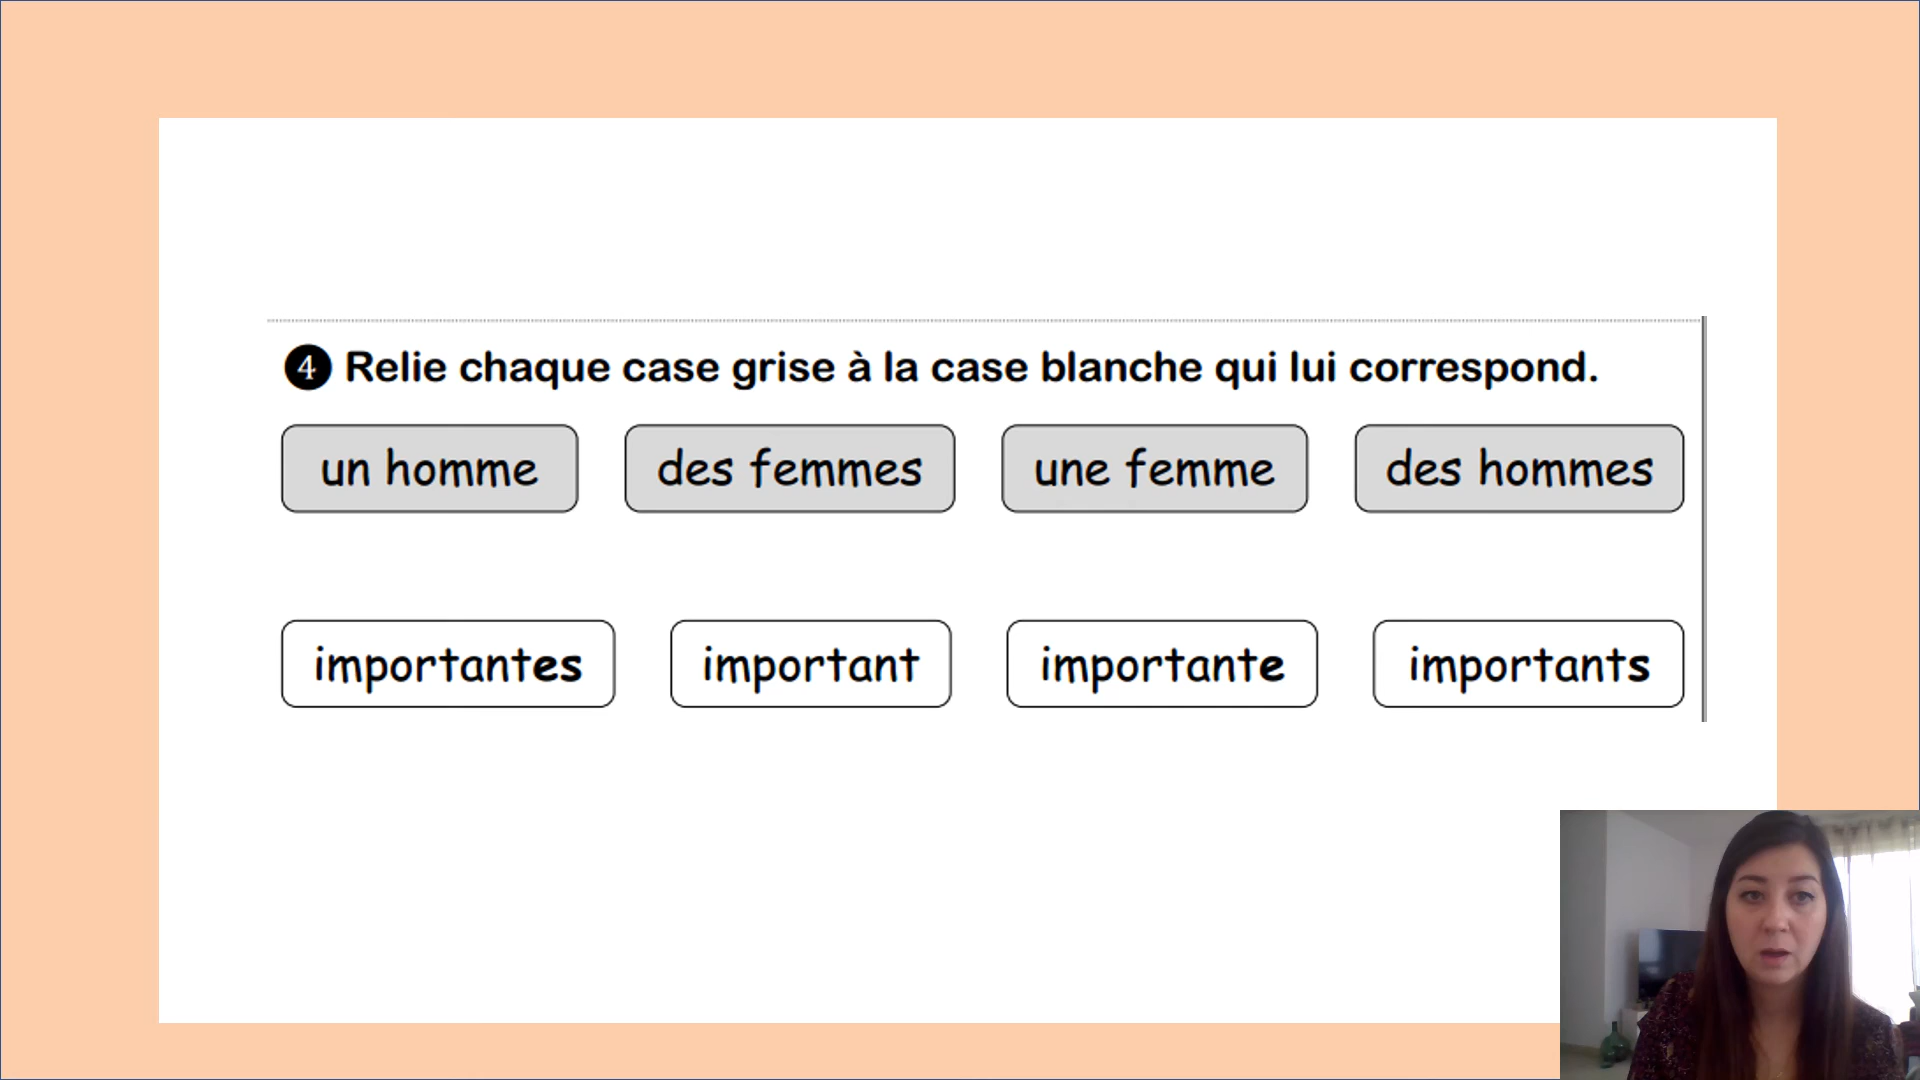 4 Relie chaque case grise à la case blanche qui lui correspond.
un homme des femmes une femme des hommes
importantes important importante importants